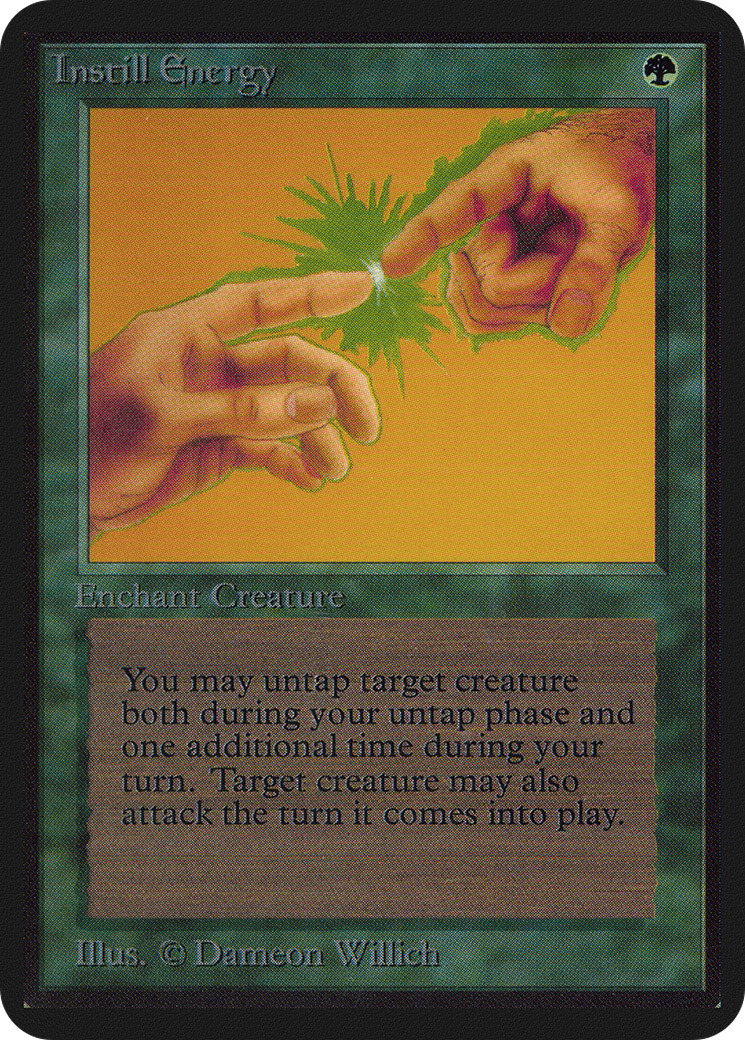 Instill Energy
Enchant Creature
You may untap target creature
both during your untap phase and
one additional time during your
turn. Target creature may also
attack the turn it comes into play.
Illus. © Dameon Willich